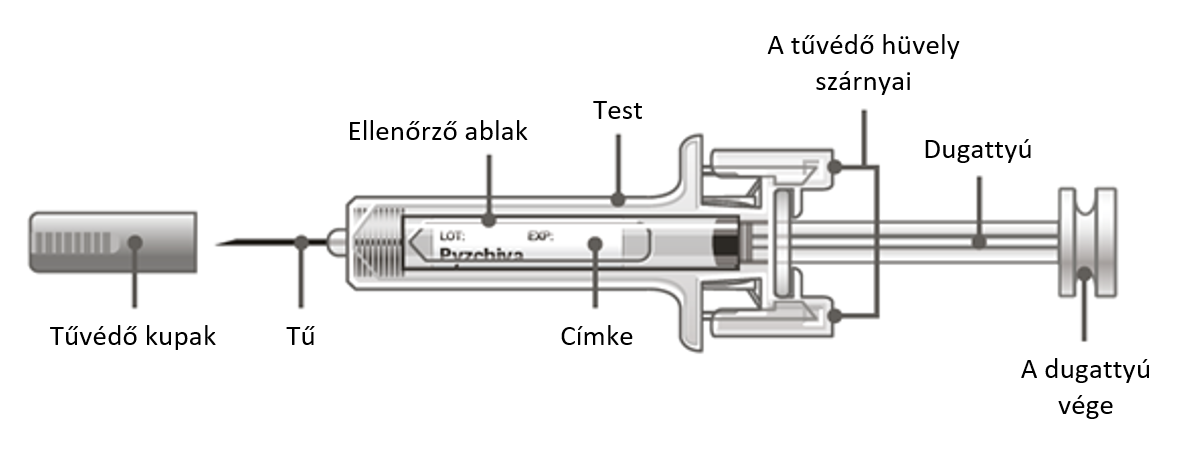 A tűvédő hüvely
szárnyai
Test
Ellenőrző ablak
Dugattyú
LOT: EXP:
Pyzchiva
Tűvédő kupak
Tű
Címke
A dugattyú
vége